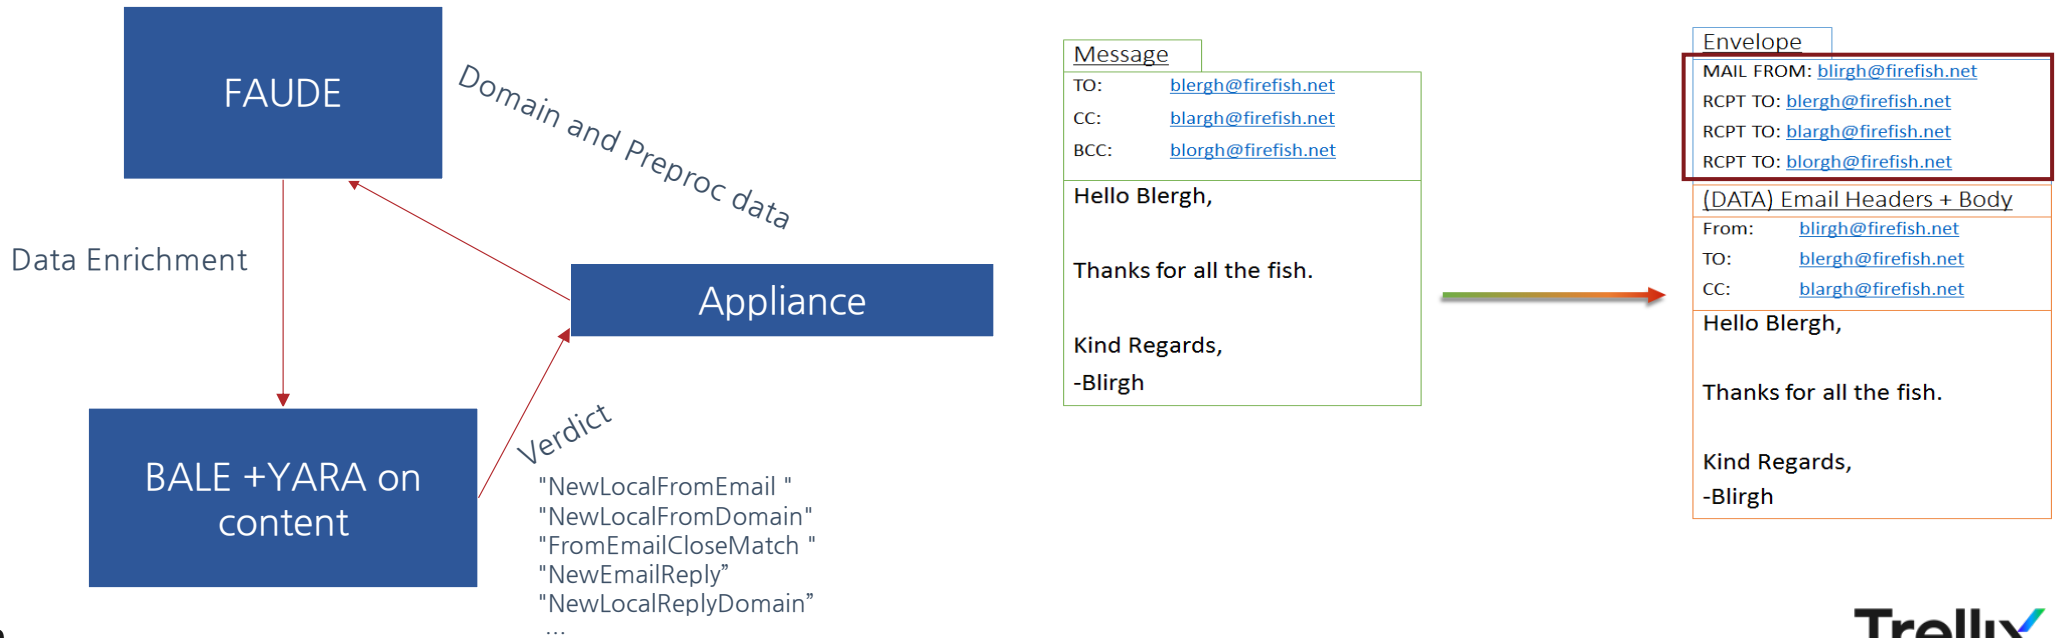 FAUDE
Domain and Preproc data
Data Enrichment
Appliance
BALE +YARA on
content
Verdict
"NewLocalFromEmail "
"NewLocalFromDomain"
"FromEmailCloseMatch "
"NewEmailReply”
"NewLocalReplyDomain”
...
Message
TO: blergh@firefish.net
CC: blargh@firefish.net
BCC: blorgh@firefish.net
Hello Blergh,
Thanks for all the fish.
Kind Regards,
-Blirgh
Envelope
MAIL FROM: blirgh@firefish.net
RCPT TO: blergh@firefish.net
RCPT TO: blargh@firefish.net
RCPT TO: blorgh@firefish.net
(DATA) Email Headers + Body
From: blirgh@firefish.net
TO: blergh@firefish.net
CC: blargh@firefish.net
Hello Blergh,
Thanks for all the fish.
Kind Regards,
-Blirgh
Trellix